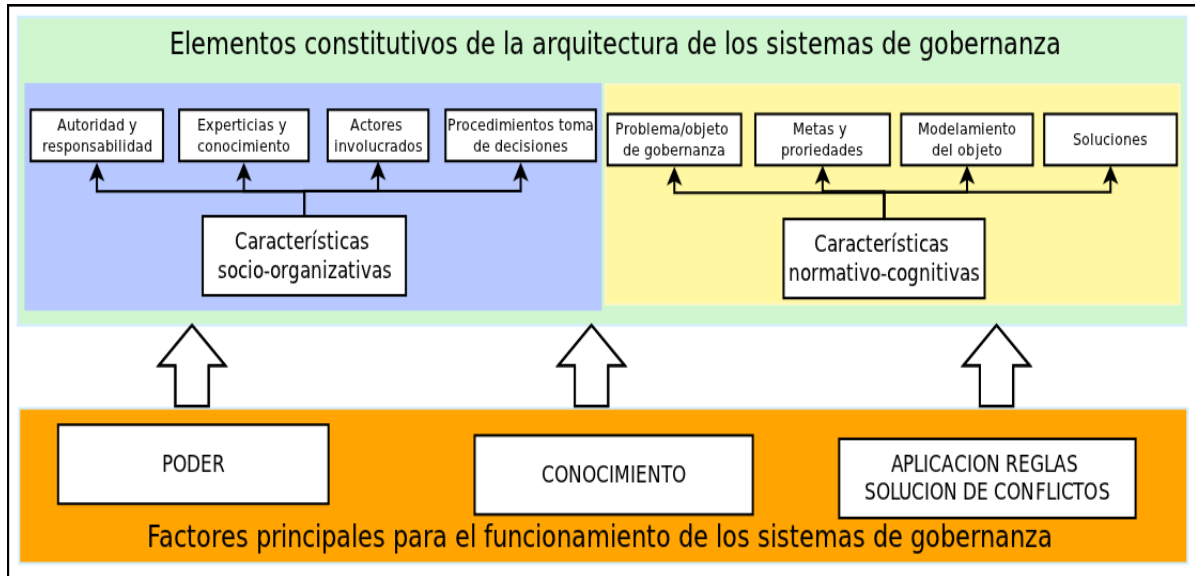 Elementos constitutivos de la arquitectura de los sistemas de gobernanza
Autoridad y
responsabilidad
Experticias y
conocimiento
Actores
involucrados
Procedimientos toma
de decisiones
Problema/objeto
de gobernanza
Metas y
proriedades
Modelamiento
del objeto
Soluciones
Características
socio-organizativas
Características
normativo-cognitivas
PODER
CONOCIMIENTO
APLICACION REGLAS
SOLUCION DE CONFLICTOS
Factores principales para el funcionamiento de los sistemas de gobernanza